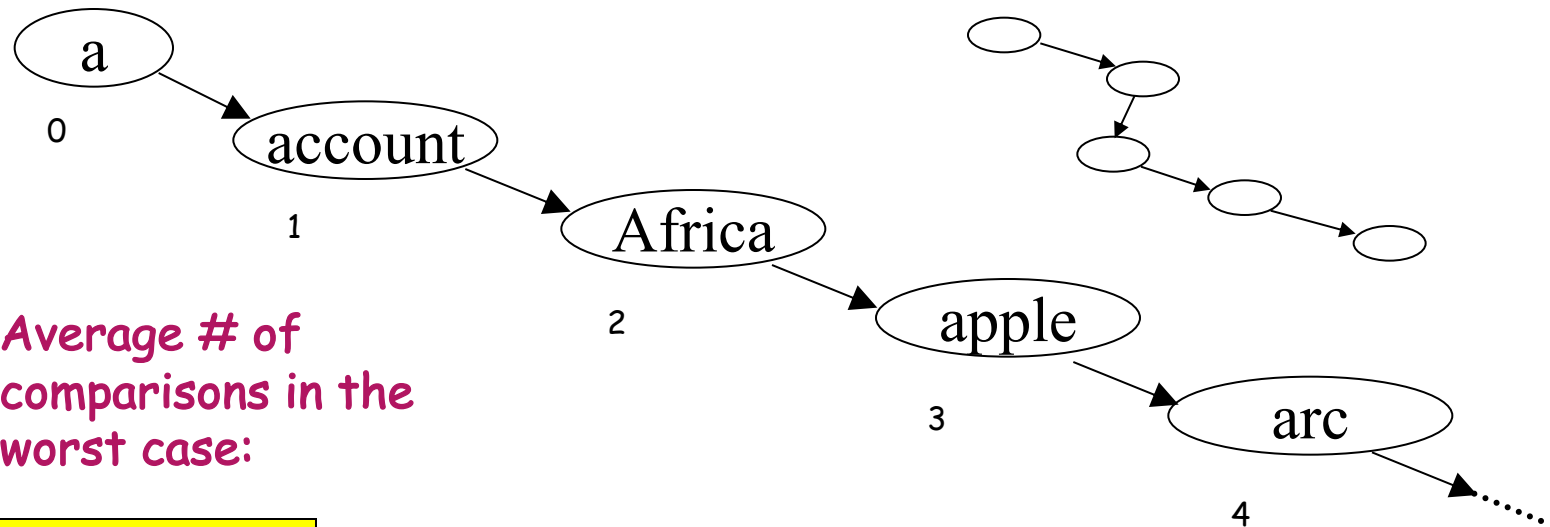 a
0
account
1
Africa
2
apple
3
arc
4
Average # of
comparisons in the
worst case: